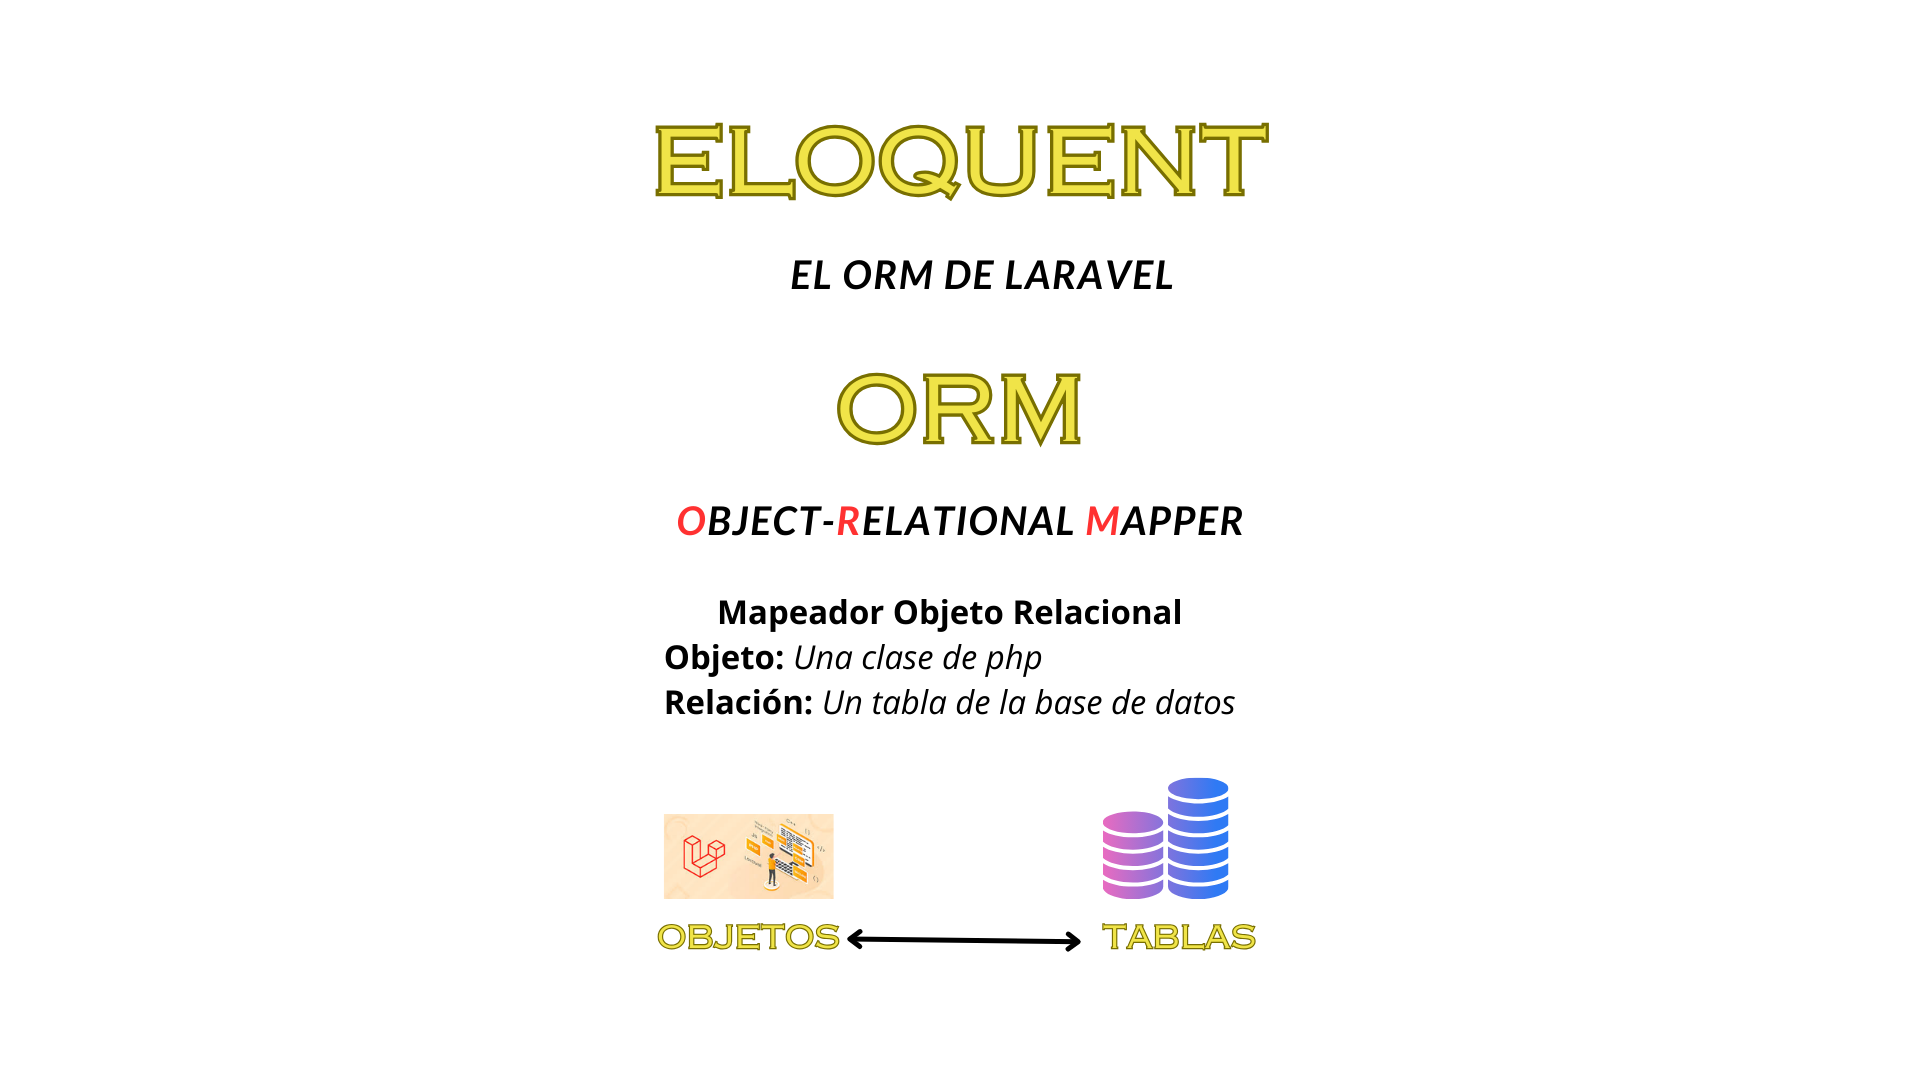 ELOQUENT
EL ORM DE LARAVEL
ORM
OBJECT-RELATIONAL MAPPER
Mapeador Objeto Relacional
Objeto: Una clase de php
Relación: Un tabla de la base de datos
OBJETOS
TABLAS